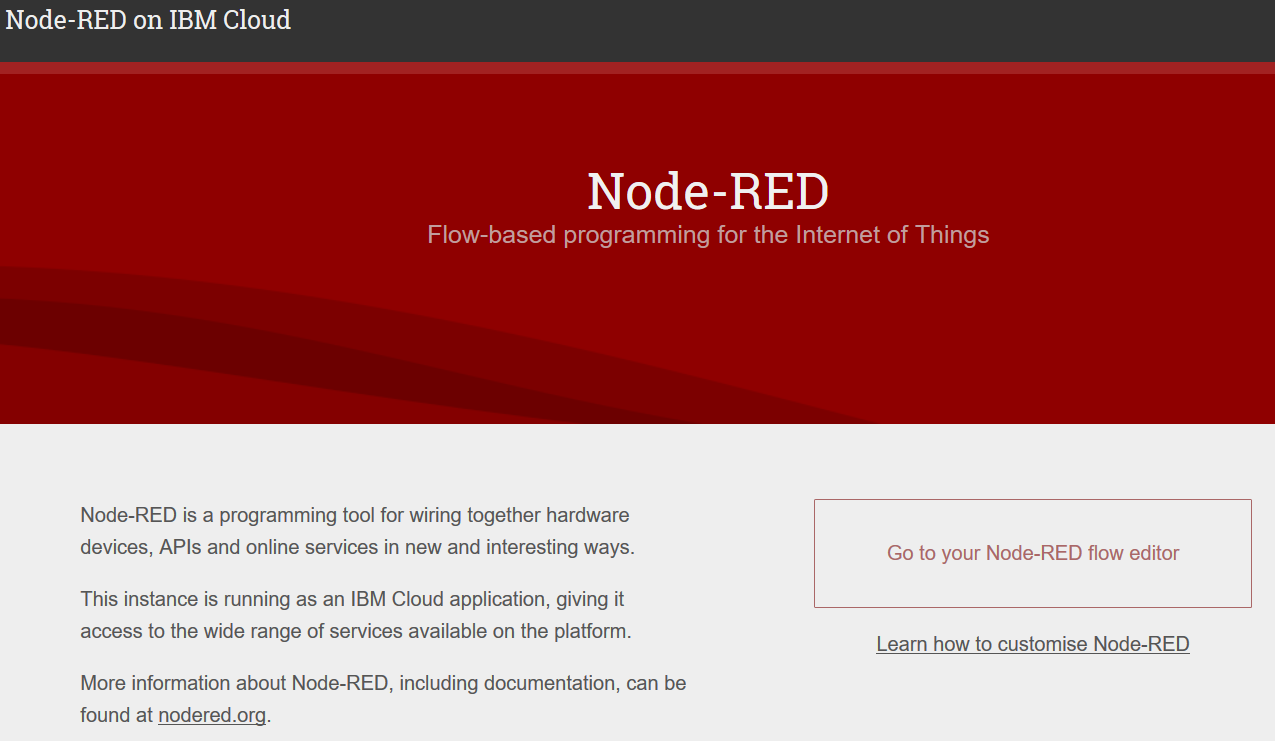 Node-RED on IBM Cloud
Node-RED
Flow-based programming for the Internet of Things
Node-RED is a programming tool for wiring together hardware
devices, APIs and online services in new and interesting ways.
This instance is running as an IBM Cloud application, giving it
access to the wide range of services available on the platform.
More information about Node-RED, including documentation, can be
found at nodered.org.
Go to your Node-RED flow editor
Learn how to customise Node-RED